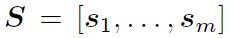 S = [s₁, . . . , sₘ]